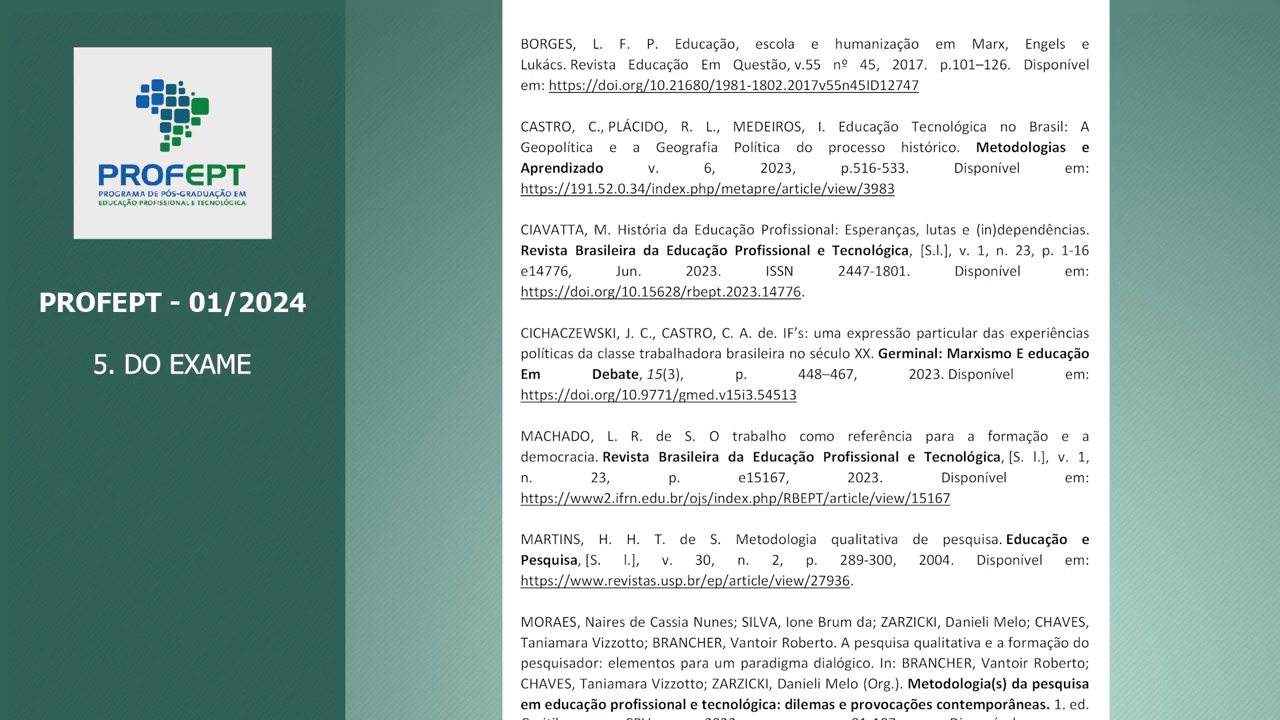 PROFEPT
PROGRAMA DE PÓS-GRADUAÇÃO EM
EDUCAÇÃO PROFISSIONAL E TECNOLÓGICA
PROFEPT - 01/2024
5. DO EXAME
BORGES, L. F. P. Educação, escola e humanização em Marx, Engels e
Lukács. Revista Educação Em Questão, v.55 nº 45, 2017. p.101–126. Disponível
em: https://doi.org/10.21680/1981-1802.2017v55n45ID12747
CASTRO, C., PLÁCIDO, R. L., MEDEIROS, I. Educação Tecnológica no Brasil: A
Geopolítica e a Geografia Política do processo histórico. Metodologias e
Aprendizado v. 6, 2023, p.516-533. Disponível em:
https://191.52.0.34/index.php/metapre/article/view/3983
CIAVATTA, M. História da Educação Profissional: Esperanças, lutas e (in)dependências.
Revista Brasileira da Educação Profissional e Tecnológica, [S.l.], v. 1, n. 23, p. 1-16
e14776, Jun. 2023. ISSN 2447-1801. Disponível em:
https://doi.org/10.15628/rbept.2023.14776.
CICHACZEWSKI, J. C., CASTRO, C. A. de. IF’s: uma expressão particular das experiências
políticas da classe trabalhadora brasileira no século XX. Germinal: Marxismo E educação
Em Debate, 15(3), p. 448–467, 2023. Disponível em:
https://doi.org/10.9771/gmed.v15i3.54513
MACHADO, L. R. de S. O trabalho como referência para a formação e a
democracia. Revista Brasileira da Educação Profissional e Tecnológica, [S. l.], v. 1,
n. 23, p. e15167, 2023. Disponível em:
https://www2.ifrn.edu.br/ojs/index.php/RBEPT/article/view/15167
MARTINS, H. H. T. de S. Metodologia qualitativa de pesquisa. Educação e
Pesquisa, [S. l.], v. 30, n. 2, p. 289-300, 2004. Disponível em:
https://www.revistas.usp.br/ep/article/view/27936.
MORAES, Naires de Cassia Nunes; SILVA, Ione Brum da; ZARZICKI, Danieli Melo; CHAVES,
Taniamara Vizzotto; BRANCHER, Vantoir Roberto. A pesquisa qualitativa e a formação do
pesquisador: elementos para um paradigma dialógico. In: BRANCHER, Vantoir Roberto;
CHAVES, Taniamara Vizzotto; ZARZICKI, Danieli Melo (Org.). Metodologia(s) da pesquisa
em educação profissional e tecnológica: dilemas e provocações contemporâneas. 1. ed.